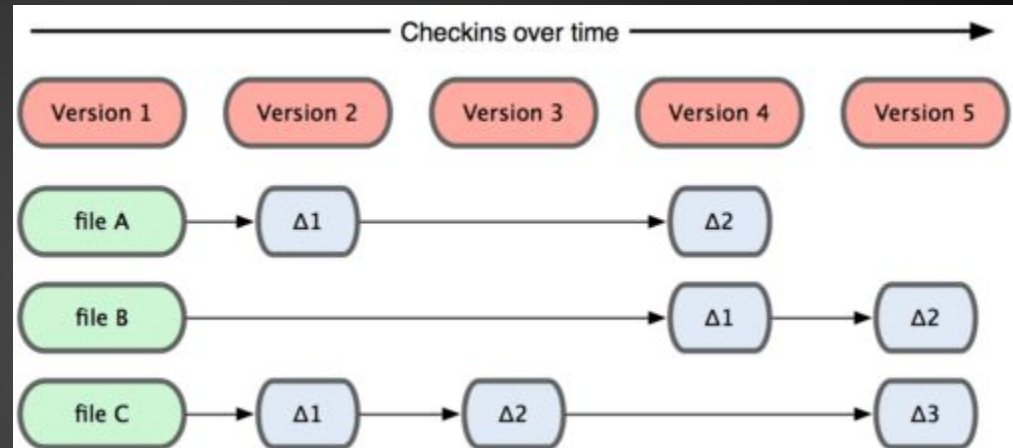 Checkins over time
Version 1 Version 2 Version 3 Version 4 Version 5
file A Δ1 Δ2
file B Δ1 Δ2
file C Δ1 Δ2 Δ3